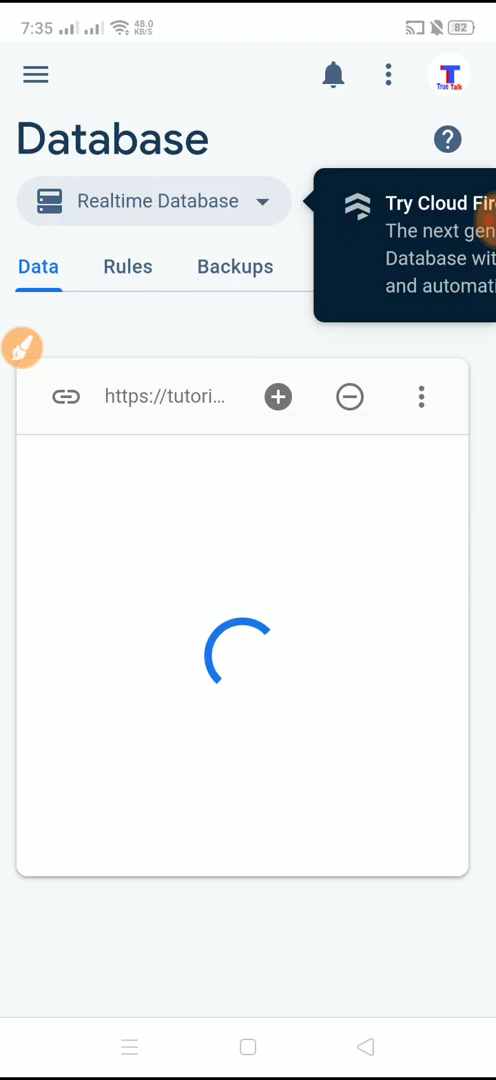 7:35 48.0 KB/S 82
T
True Talk
Database
?
Realtime Database
Try Cloud Fir
The next gen
Database wit
and automati
Data Rules Backups
https://tutori...